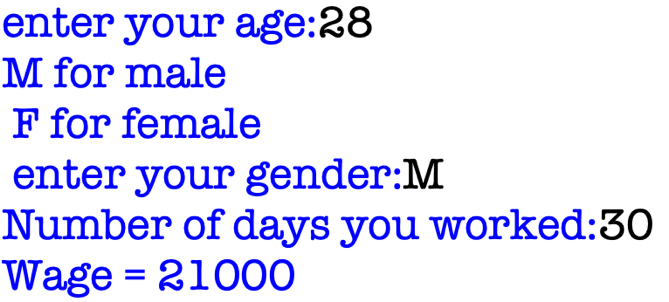 enter your age:28
M for male
F for female
enter your gender:M
Number of days you worked:30
Wage = 21000